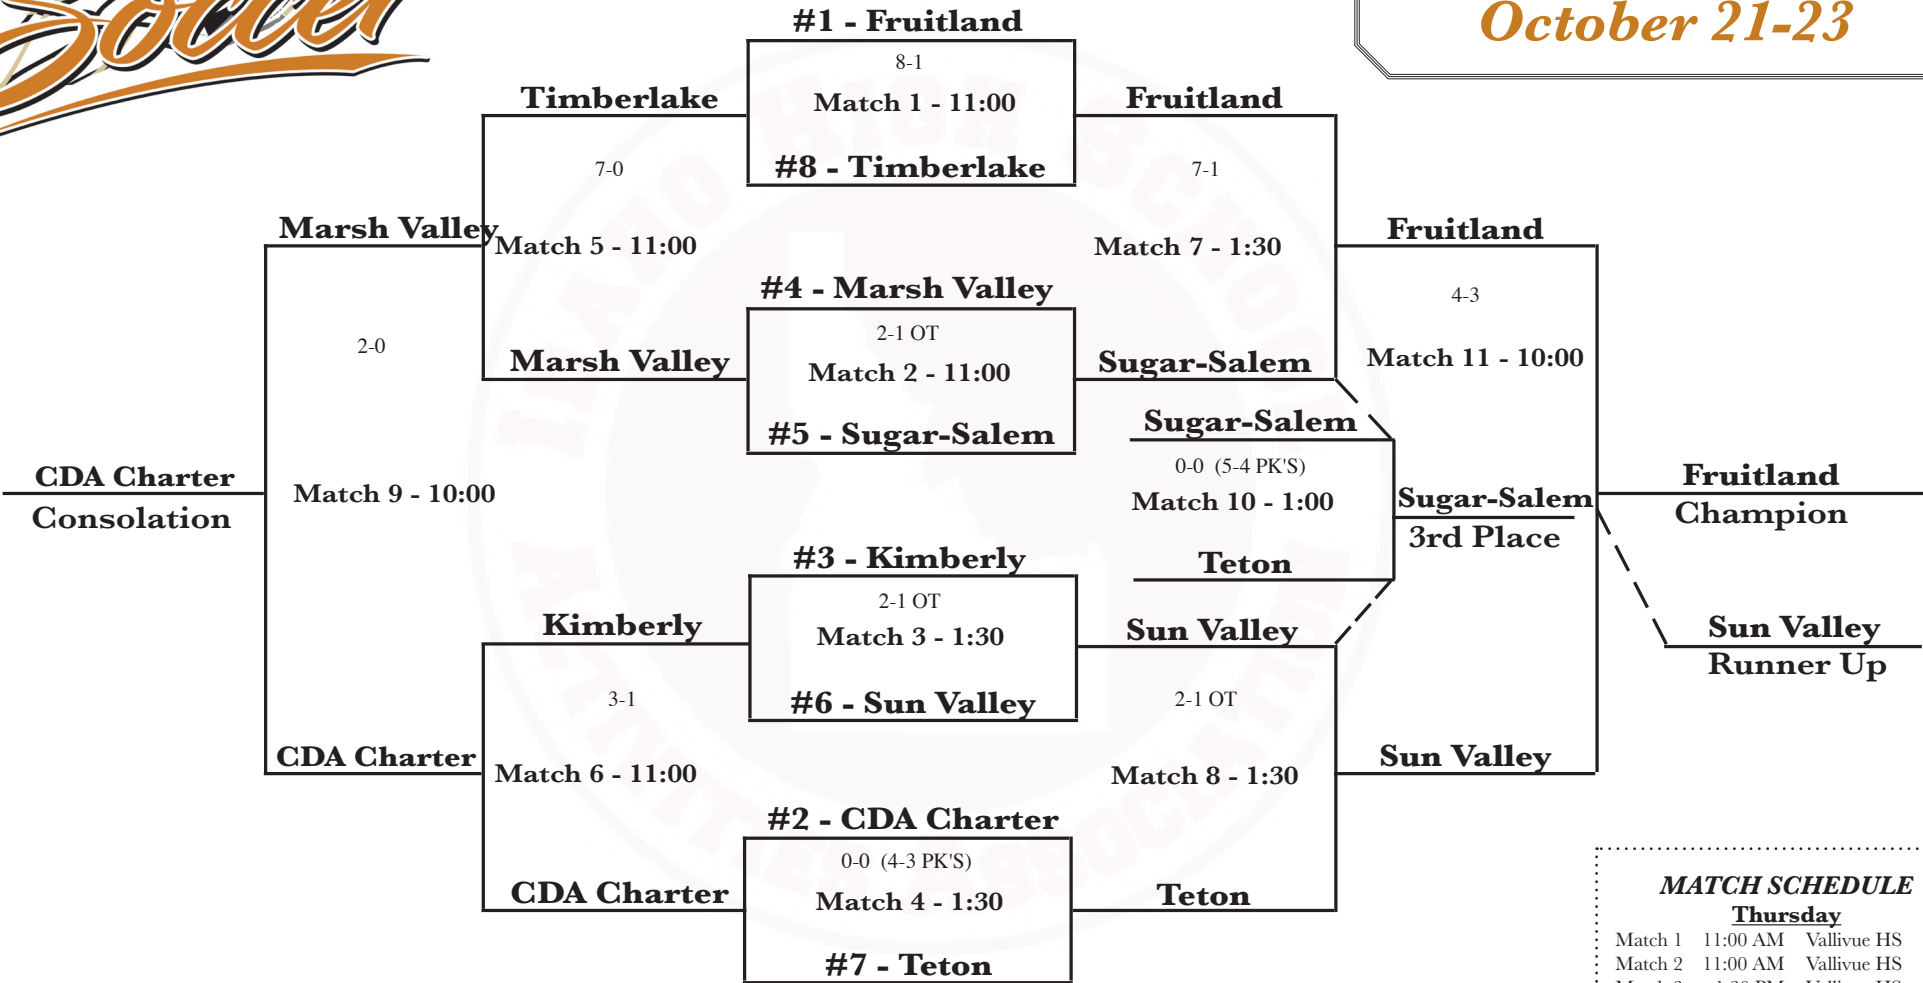 Soccer
October 21-23
#1 - Fruitland
8-1
Match 1 - 11:00
#8 - Timberlake
Timberlake
7-0
Match 5 - 11:00
Marsh Valley
Fruitland
7-1
Match 7 - 1:30
Sugar-Salem
#4 - Marsh Valley
2-1 OT
Match 2 - 11:00
#5 - Sugar-Salem
Marsh Valley
2-0
Match 9 - 10:00
CDA Charter
CDA Charter
Consolation
Fruitland
4-3
Match 11 - 10:00
Sun Valley
Sugar-Salem
0-0 (5-4 PK'S)
Match 10 - 1:00
Teton
Sugar-Salem
3rd Place
Fruitland
Champion
Sun Valley
Runner Up
#3 - Kimberly
2-1 OT
Match 3 - 1:30
#6 - Sun Valley
Kimberly
3-1
Match 6 - 11:00
CDA Charter
Sun Valley
2-1 OT
Match 8 - 1:30
Teton
#2 - CDA Charter
0-0 (4-3 PK'S)
Match 4 - 1:30
#7 - Teton
IDAHO HIGH SCHOOL
ACTIVITIES ASSOCIATION
MATCH SCHEDULE
Thursday
Match 1 11:00 AM Vallivue HS
Match 2 11:00 AM Vallivue HS